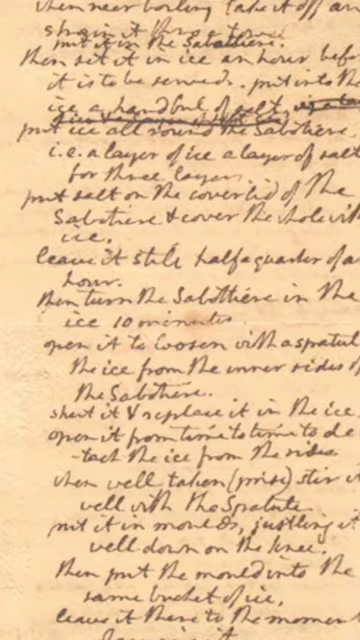 when near boiling take it off an
strain it thro' a towel
put it in the Sabottiere.
then set it in ice an hour befo
it is to be served. put into the
ice a handful of salt,
put ice all round the Sabottiere
i.e. a layer of ice a layer of salt
for three layers.
put salt on the coverlid of the
Sabotiere & cover the whole with
ice.
leave it still half a quarter of a
hour.
then turn the Sabottiere in the
ice 10 minutes
open it to loosen with a spatul
the ice from the inner sides of
the Sabotiere.
shut it & replace it in the ice
open it from time to time to de
-tach the ice from the sides
when well taken (prise) stir it
well with the Spatula.
put it in moulds, justling it
well down on the knee.
then put the mould into the
same bucket of ice.
leave it there to the moment